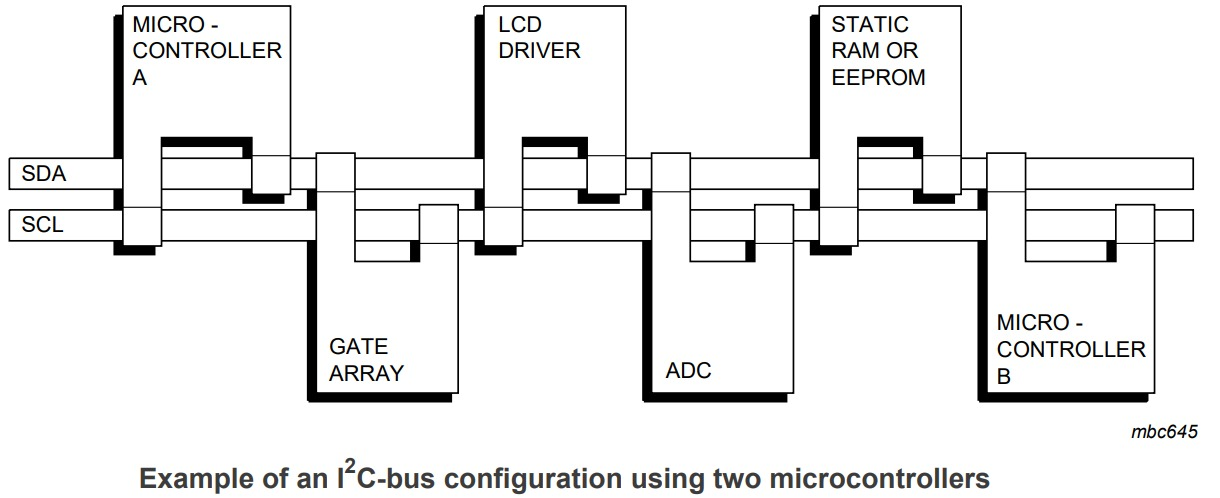 MICRO -
CONTROLLER
A
LCD
DRIVER
STATIC
RAM OR
EEPROM
SDA
SCL
GATE
ARRAY
ADC
MICRO -
CONTROLLER
B
mbc645
Example of an I²C-bus configuration using two microcontrollers